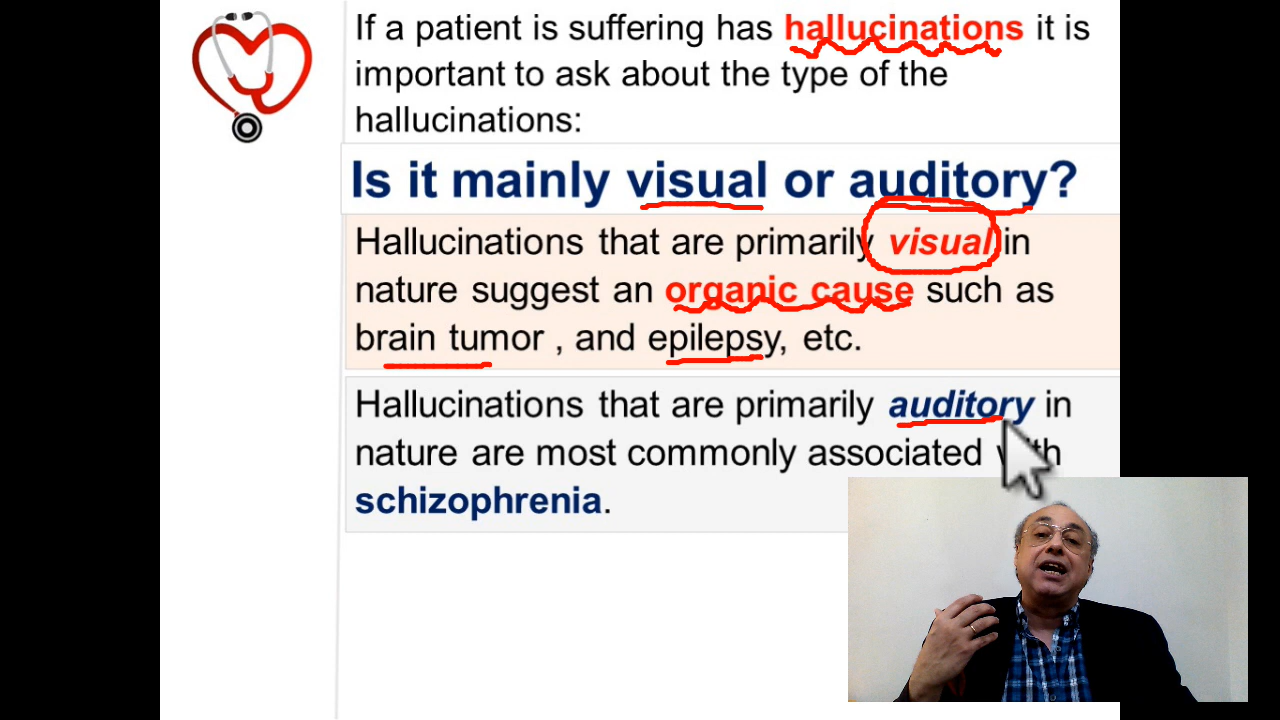 If a patient is suffering has hallucinations it is
important to ask about the type of the
hallucinations:
Is it mainly visual or auditory?
Hallucinations that are primarily visual in
nature suggest an organic cause such as
brain tumor , and epilepsy, etc.
Hallucinations that are primarily auditory in
nature are most commonly associated with
schizophrenia.